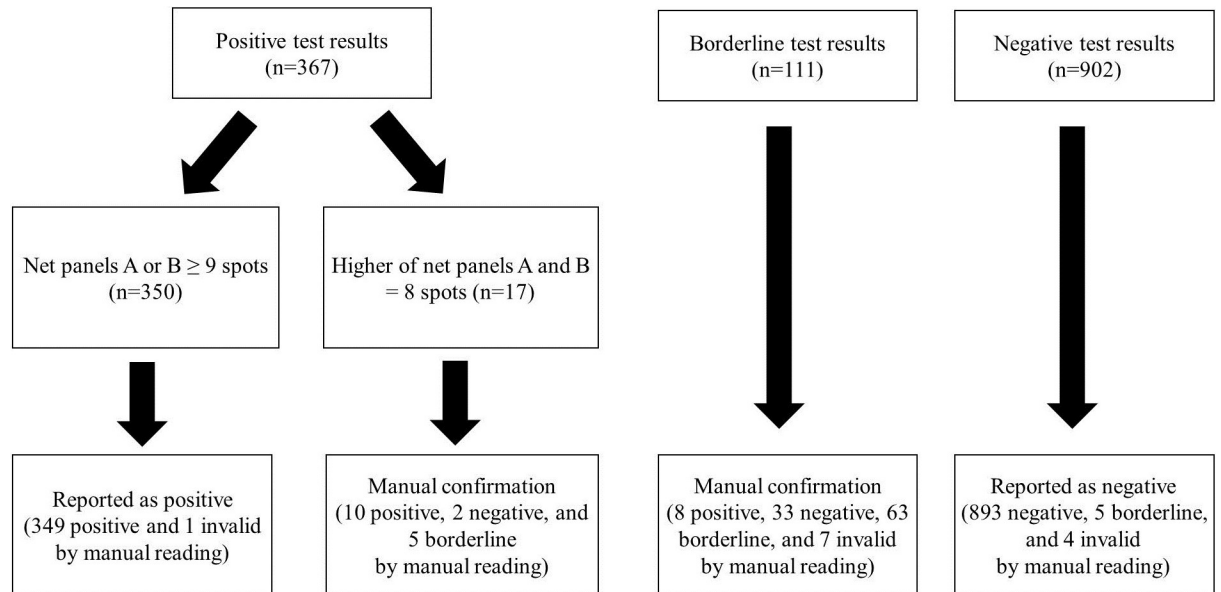 Positive test results
(n=367)
Borderline test results
(n=111)
Negative test results
(n=902)
Net panels A or B ≥ 9 spots
(n=350)
Higher of net panels A and B
= 8 spots (n=17)
Reported as positive
(349 positive and 1 invalid
by manual reading)
Manual confirmation
(10 positive, 2 negative, and
5 borderline
by manual reading)
Manual confirmation
(8 positive, 33 negative, 63
borderline, and 7 invalid
by manual reading)
Reported as negative
(893 negative, 5 borderline,
and 4 invalid
by manual reading)